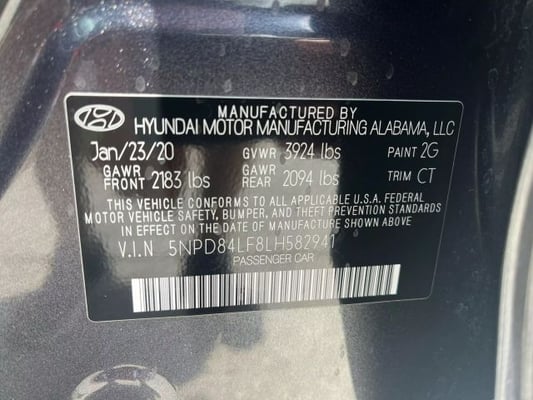 MANUFACTURED BY
HYUNDAI MOTOR MANUFACTURING ALABAMA, LLC
Jan/23/20 GVWR 3924 lbs PAINT 2G
GAWR FRONT 2183 lbs GAWR REAR 2094 lbs TRIM CT
THIS VEHICLE CONFORMS TO ALL APPLICABLE U.S.A. FEDERAL
MOTOR VEHICLE SAFETY, BUMPER, AND THEFT PREVENTION STANDARDS
IN EFFECT ON THE DATE OF MANUFACTURE SHOWN ABOVE.
V.I.N 5NPD84LF8LH582941
PASSENGER CAR